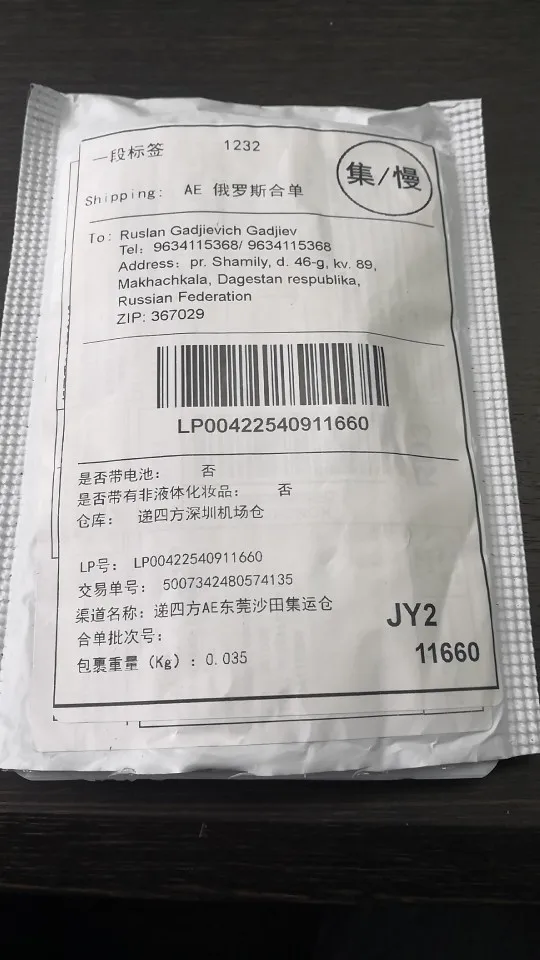 一段标签 1232
集/慢
Shipping: AE 俄罗斯合单
To: Ruslan Gadjievich Gadjiev
Tel: 9634115368/ 9634115368
Address: pr. Shamily, d. 46-g, kv. 89,
Makhachkala, Dagestan respublika,
Russian Federation
ZIP: 367029
LP00422540911660
是否带电池: 否
是否带有非液体化妆品: 否
仓库: 递四方深圳机场仓
LP号: LP00422540911660
交易单号: 5007342480574135
渠道名称: 递四方AE东莞沙田集运仓
合单批次号:
包裹重量 (Kg) : 0.035
JY2
11660